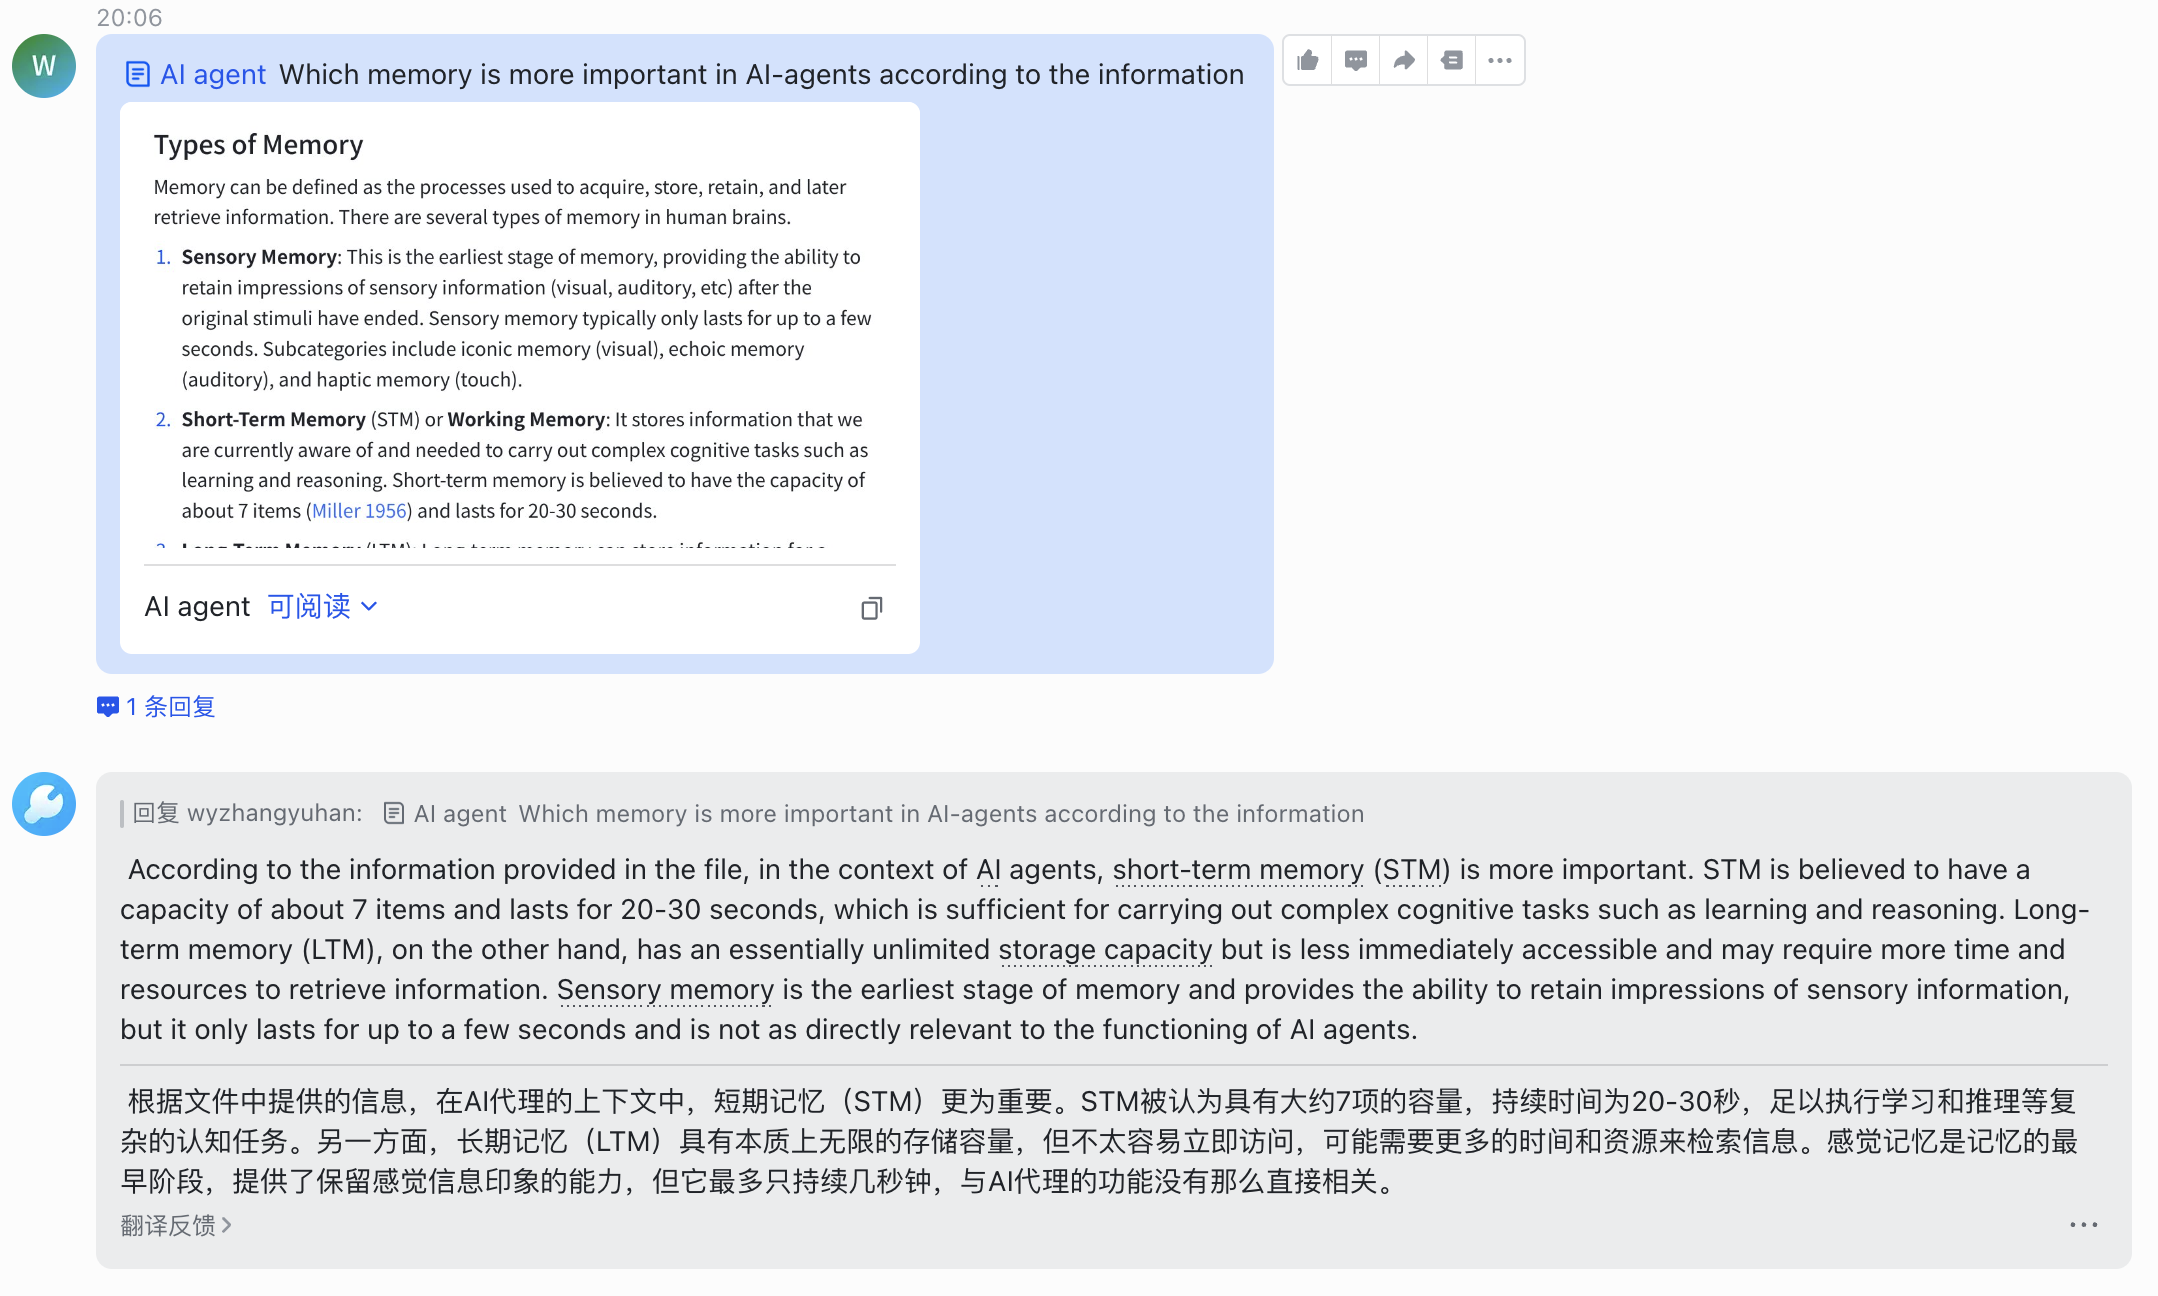 20:06
W
AI agent Which memory is more important in AI-agents according to the information
Types of Memory
Memory can be defined as the processes used to acquire, store, retain, and later
retrieve information. There are several types of memory in human brains.
1. Sensory Memory: This is the earliest stage of memory, providing the ability to
retain impressions of sensory information (visual, auditory, etc) after the
original stimuli have ended. Sensory memory typically only lasts for up to a few
seconds. Subcategories include iconic memory (visual), echoic memory
(auditory), and haptic memory (touch).
2. Short-Term Memory (STM) or Working Memory: It stores information that we
are currently aware of and needed to carry out complex cognitive tasks such as
learning and reasoning. Short-term memory is believed to have the capacity of
about 7 items (Miller 1956) and lasts for 20-30 seconds.
3. Long-Term Memory (LTM): Long-term memory can store information for a
AI agent 可阅读
1 条回复
回复 wyzhangyuhan: AI agent Which memory is more important in AI-agents according to the information
According to the information provided in the file, in the context of AI agents, short-term memory (STM) is more important. STM is believed to have a
capacity of about 7 items and lasts for 20-30 seconds, which is sufficient for carrying out complex cognitive tasks such as learning and reasoning. Long-
term memory (LTM), on the other hand, has an essentially unlimited storage capacity but is less immediately accessible and may require more time and
resources to retrieve information. Sensory memory is the earliest stage of memory and provides the ability to retain impressions of sensory information,
but it only lasts for up to a few seconds and is not as directly relevant to the functioning of AI agents.
根据文件中提供的信息，在AI代理的上下文中，短期记忆（STM）更为重要。STM被认为具有大约7项的容量，持续时间为20-30秒，足以执行学习和推理等复
杂的认知任务。另一方面，长期记忆（LTM）具有本质上无限的存储容量，但不太容易立即访问，可能需要更多的时间和资源来检索信息。感觉记忆是记忆的最
早阶段，提供了保留感觉信息印象的能力，但它最多只持续几秒钟，与AI代理的功能没有那么直接相关。
翻译反馈